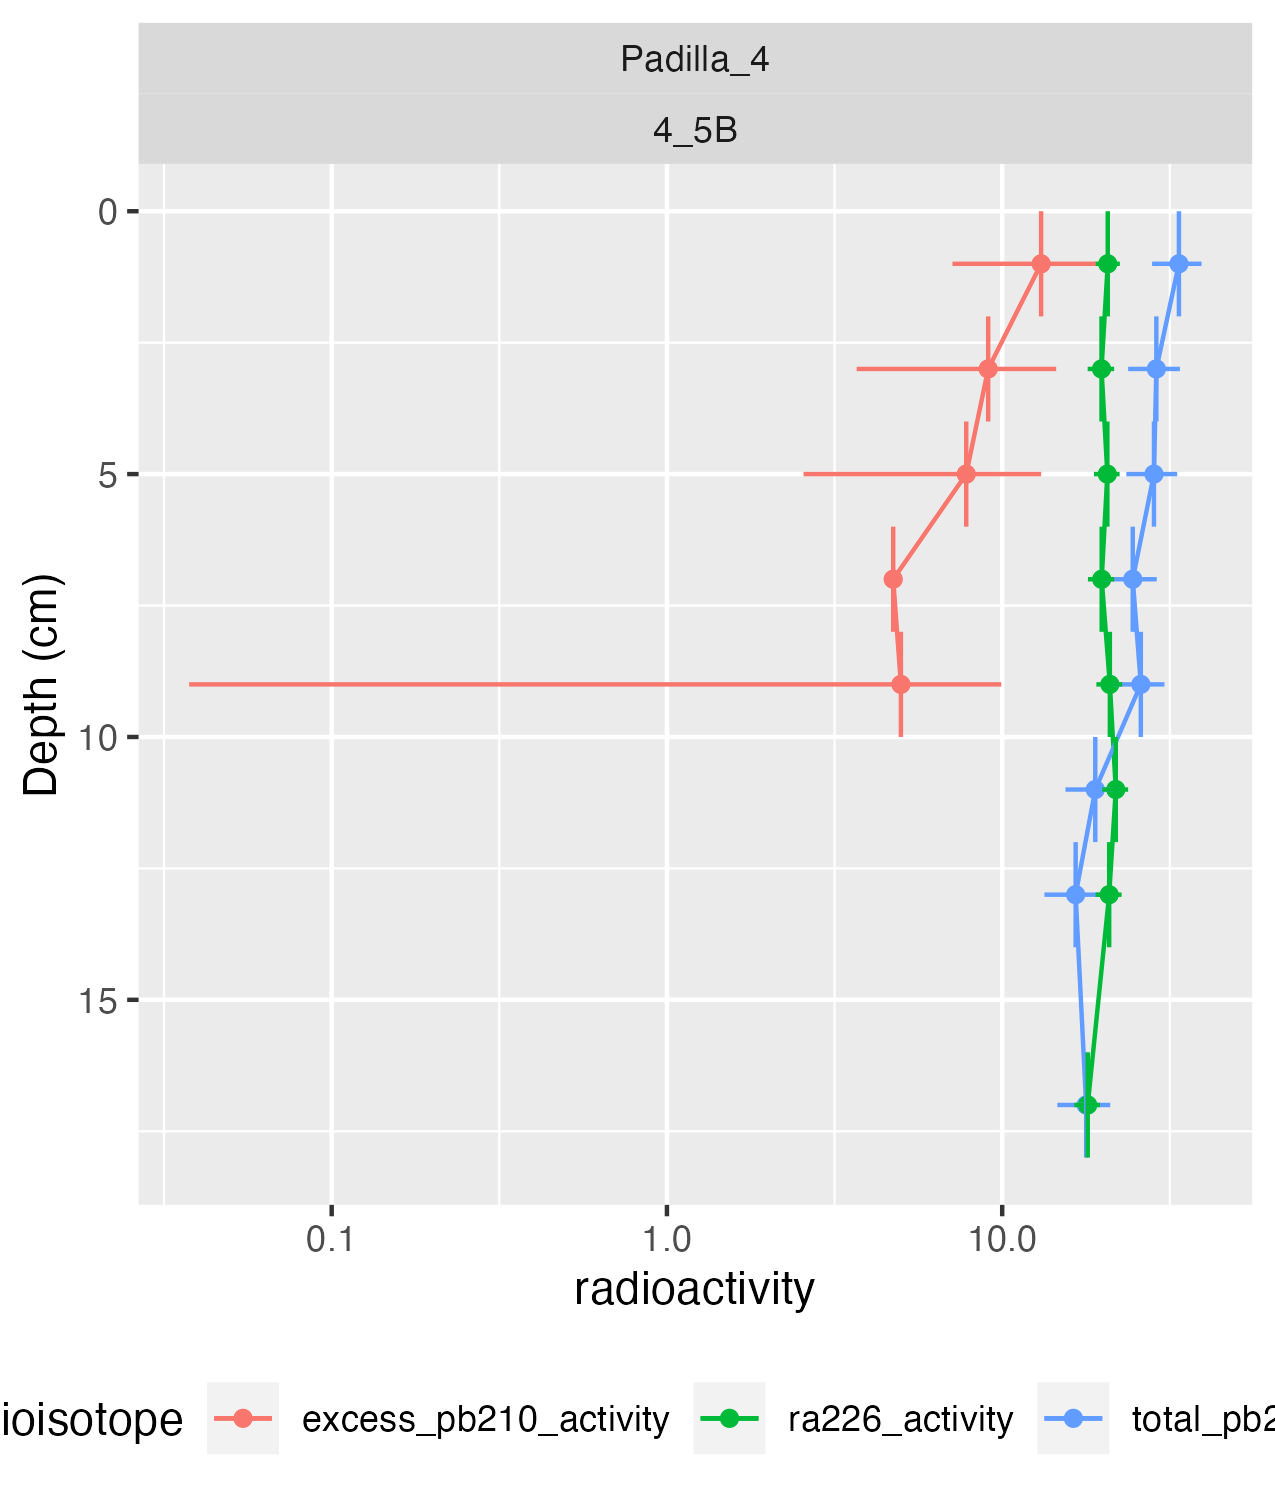 Padilla_4
4_5B
0
5
10
15
Depth (cm)
0.1 1.0 10.0
radioactivity
ioisotope excess_pb210_activity ra226_activity total_pb2